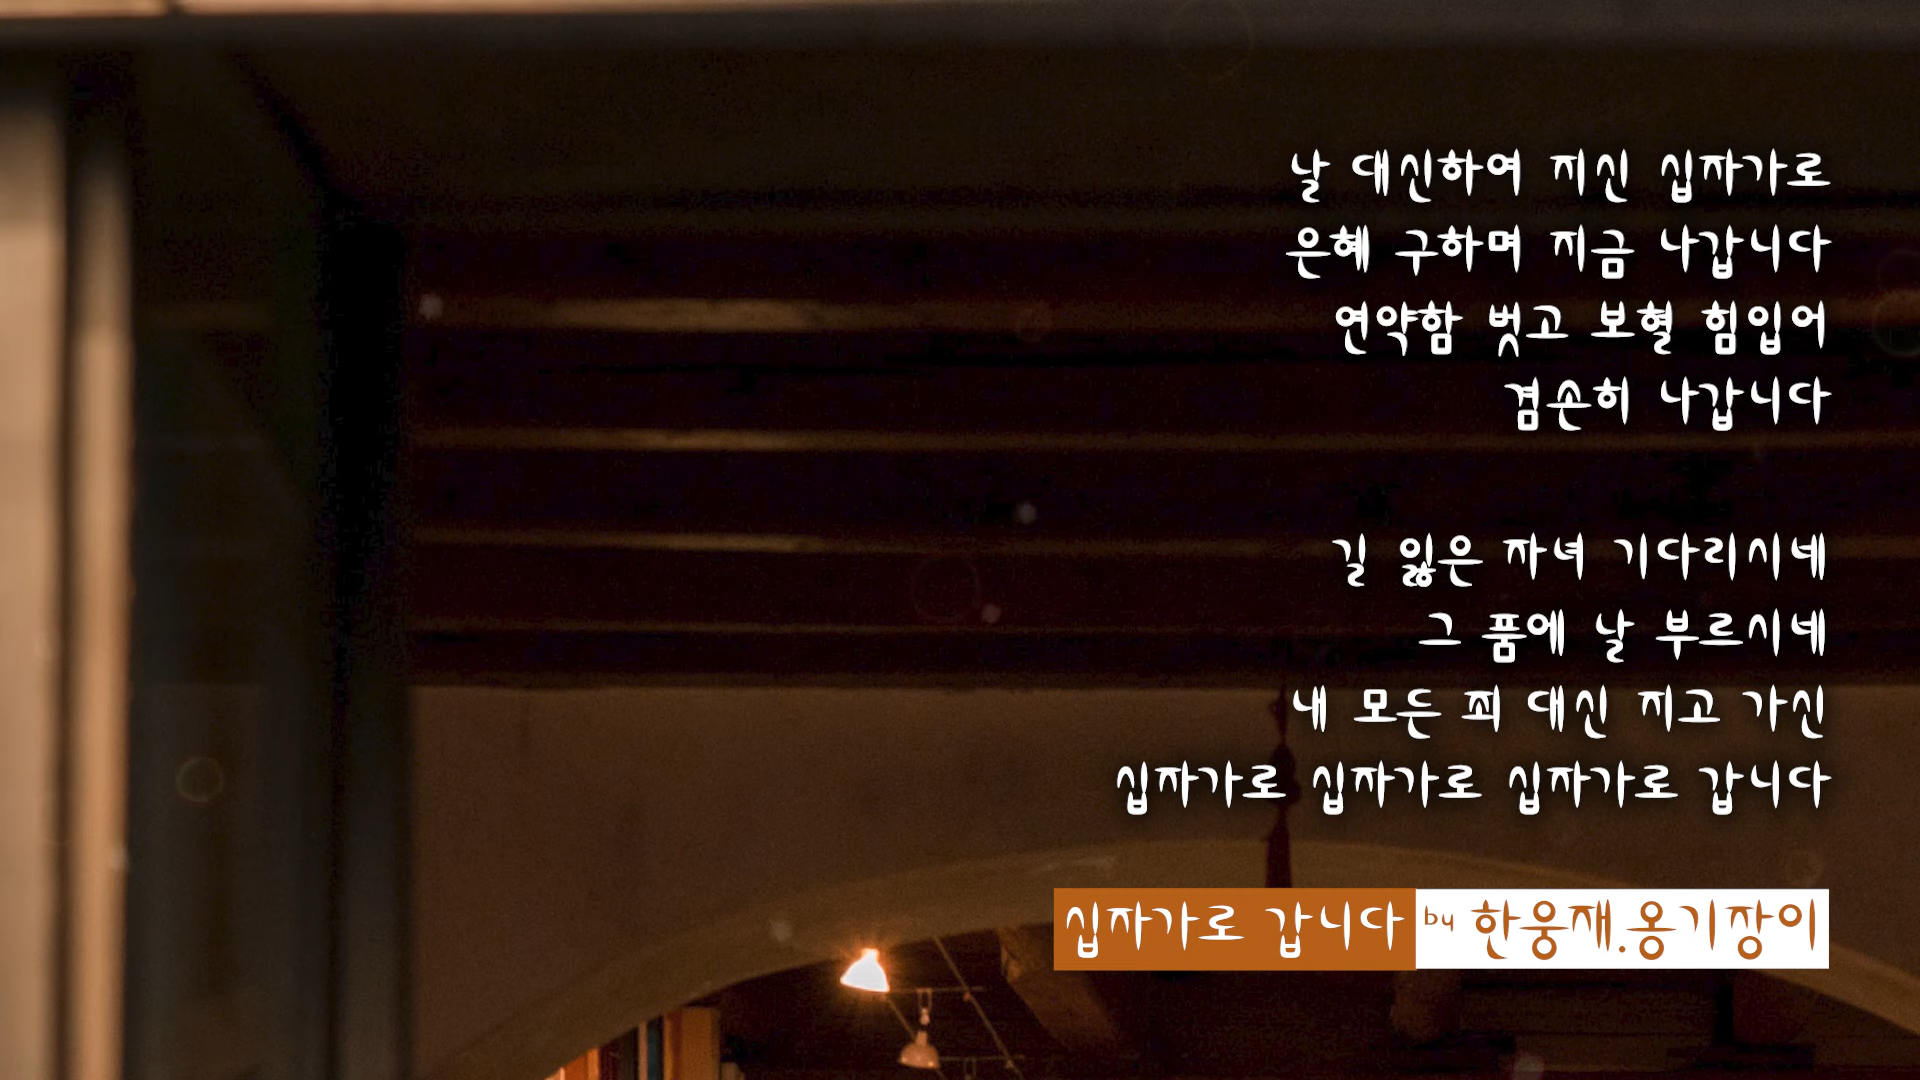 날 대신하여 지신 십자가로
은혜 구하며 지금 나갑니다
연약함 벗고 보혈 힘입어
겸손히 나갑니다
길 잃은 자녀 기다리시네
그 품에 날 부르시네
내 모든 죄 대신 지고 가신
십자가로 십자가로 십자가로 갑니다
십자가로 갑니다 by 한웅재.옹기장이